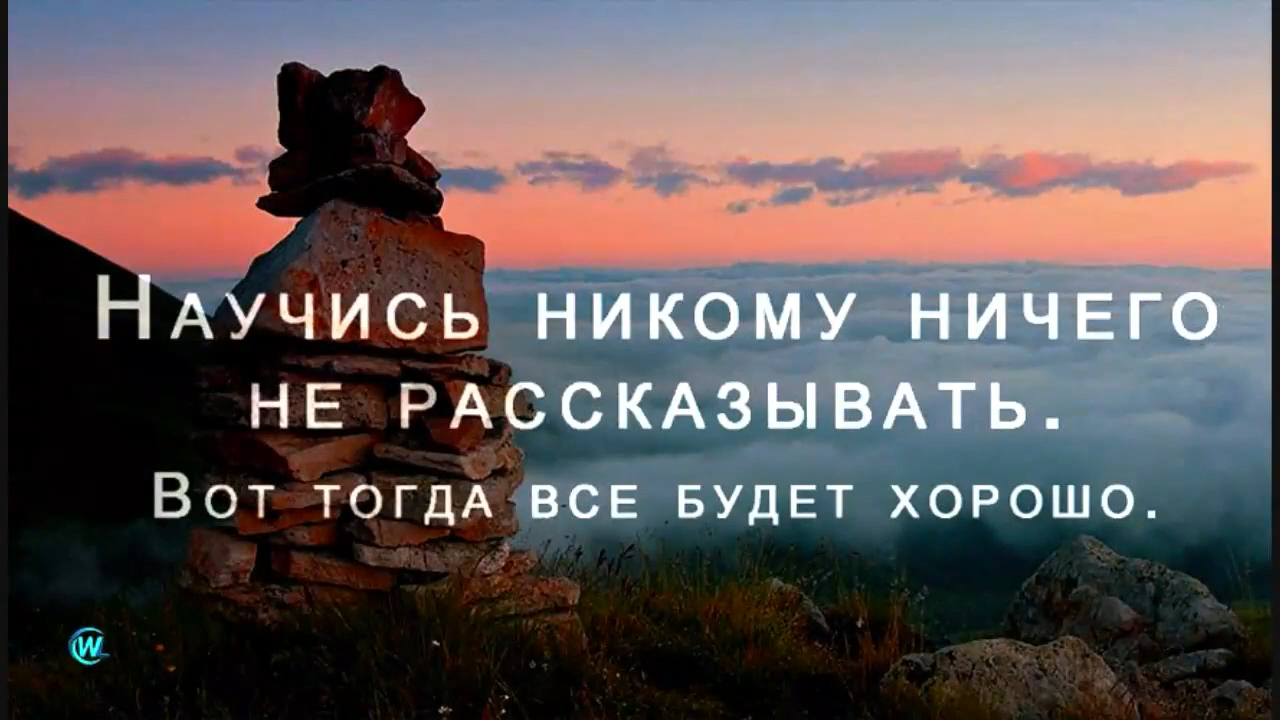 Научись никому ничего
не рассказывать.
Вот тогда все будет хорошо.
W